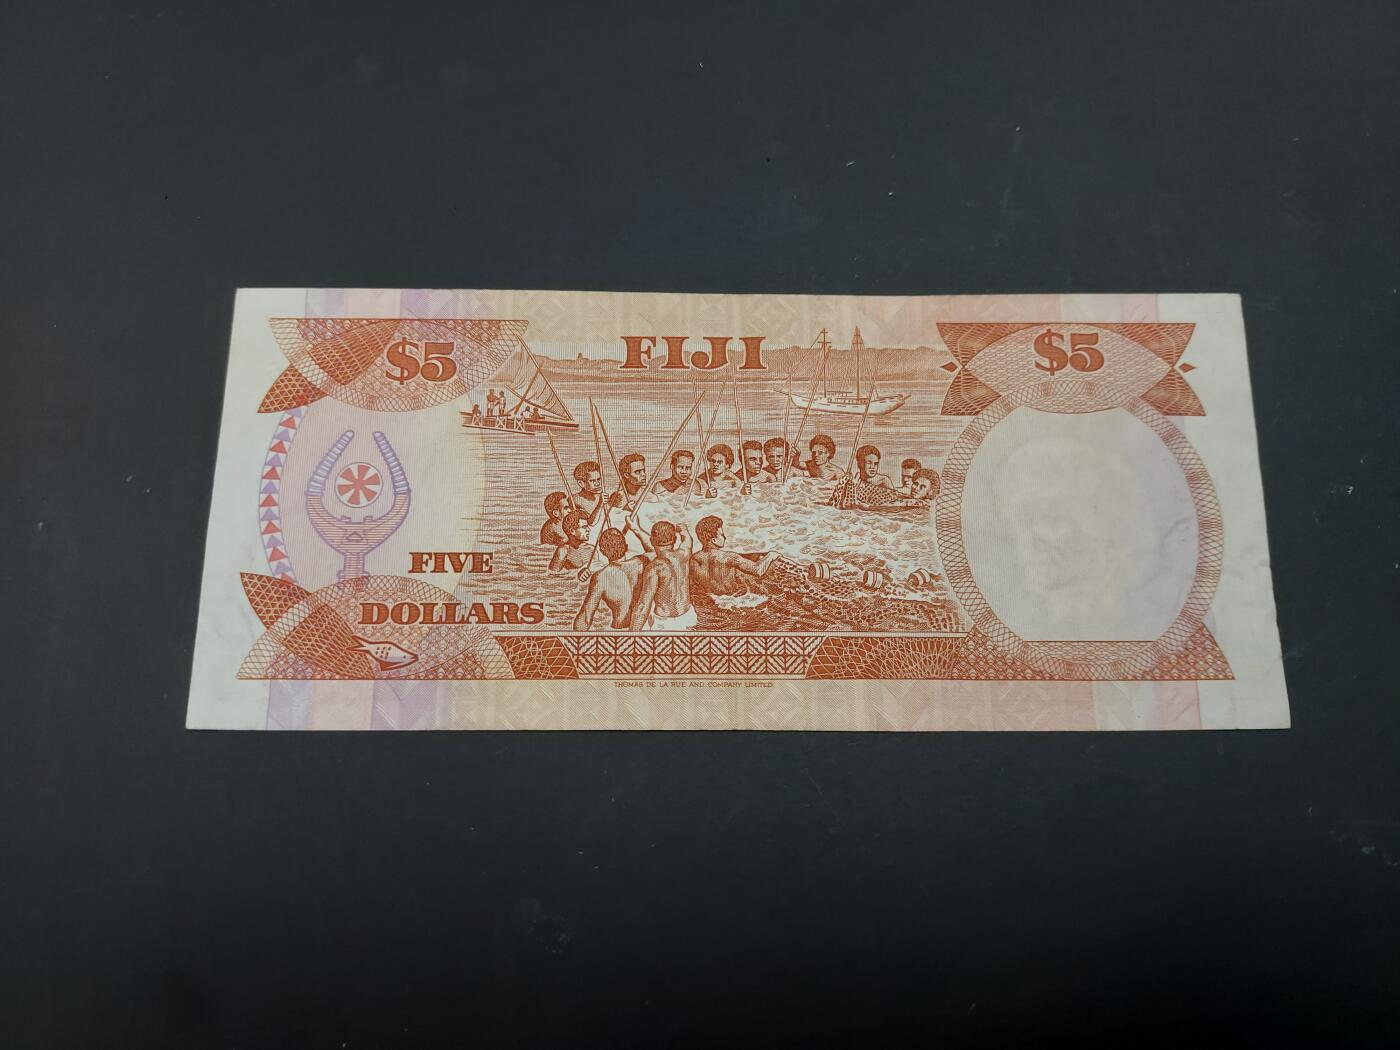 $5
FIJI
$5
FIVE
DOLLARS
THOMAS DE LA RUE AND COMPANY LIMITED